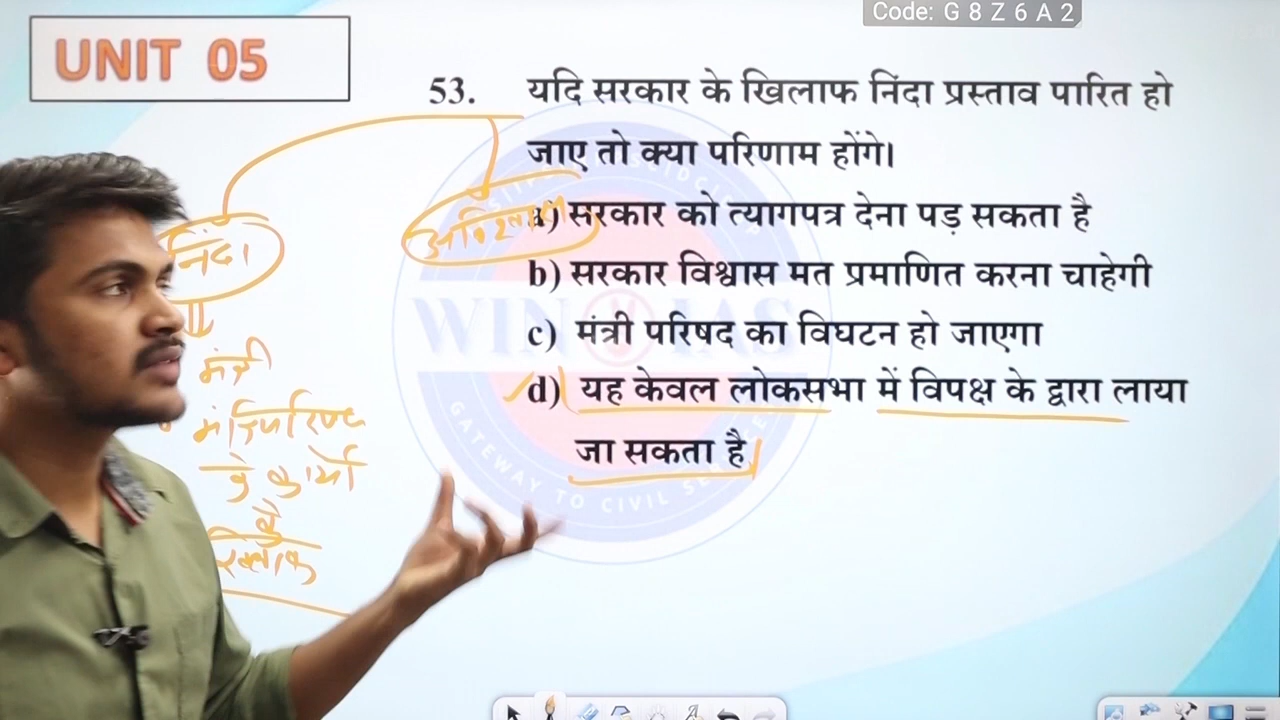 Code: G 8 Z 6 A 2
UNIT 05
53. यदि सरकार के खिलाफ निंदा प्रस्ताव पारित हो
जाए तो क्या परिणाम होंगे।
a) सरकार को त्यागपत्र देना पड़ सकता है
b) सरकार विश्वास मत प्रमाणित करना चाहेगी
c) मंत्री परिषद का विघटन हो जाएगा
d) यह केवल लोकसभा में विपक्ष के द्वारा लाया
जा सकता है
निंदा
मंत्री
मंत्रिपरिषद
के कार्यो
के
खिलाफ
WIN IAS
GATEWAY TO CIVIL SE